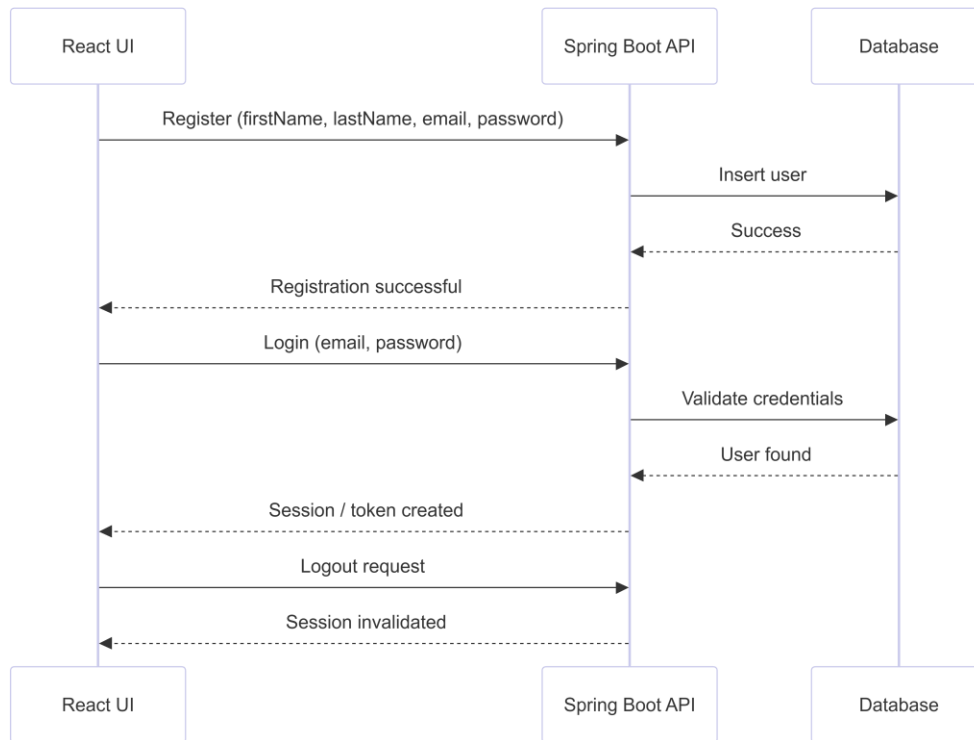 React UI
Spring Boot API
Database
Register (firstName, lastName, email, password)
Insert user
Success
Registration successful
Login (email, password)
Validate credentials
User found
Session / token created
Logout request
Session invalidated
React UI
Spring Boot API
Database